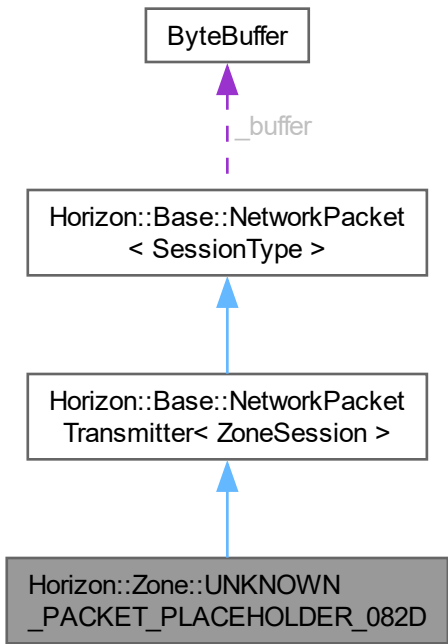 ByteBuffer
_buffer
Horizon::Base::NetworkPacket
< SessionType >
Horizon::Base::NetworkPacket
Transmitter< ZoneSession >
Horizon::Zone::UNKNOWN
_PACKET_PLACEHOLDER_082D